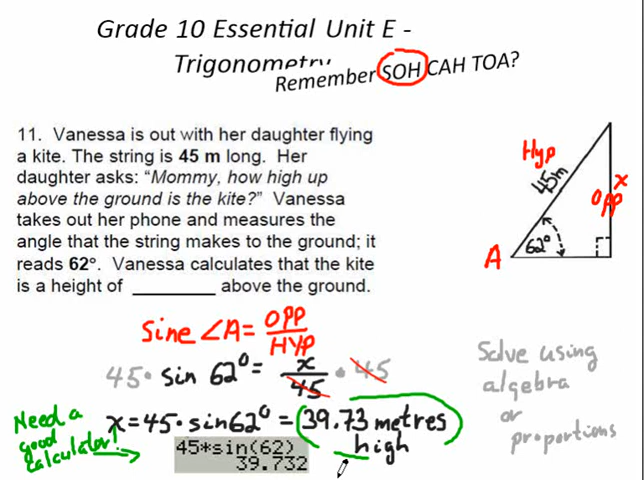 Grade 10 Essential Unit E -
Trigonometry
Remember SOH CAH TOA?
11. Vanessa is out with her daughter flying
a kite. The string is 45 m long. Her
daughter asks: “Mommy, how high up
above the ground is the kite?” Vanessa
takes out her phone and measures the
angle that the string makes to the ground; it
reads 62°. Vanessa calculates that the kite
is a height of ________ above the ground.
Hyp
45m
x
opp
A
62°
Sine ∠A = OPP/HYP
45 · sin 62° = x/45 · 45
x = 45 · sin 62° = 39.73 metres
high
Need a
good
calculator!
45*sin(62)
39.732
Solve using
algebra
or
proportions